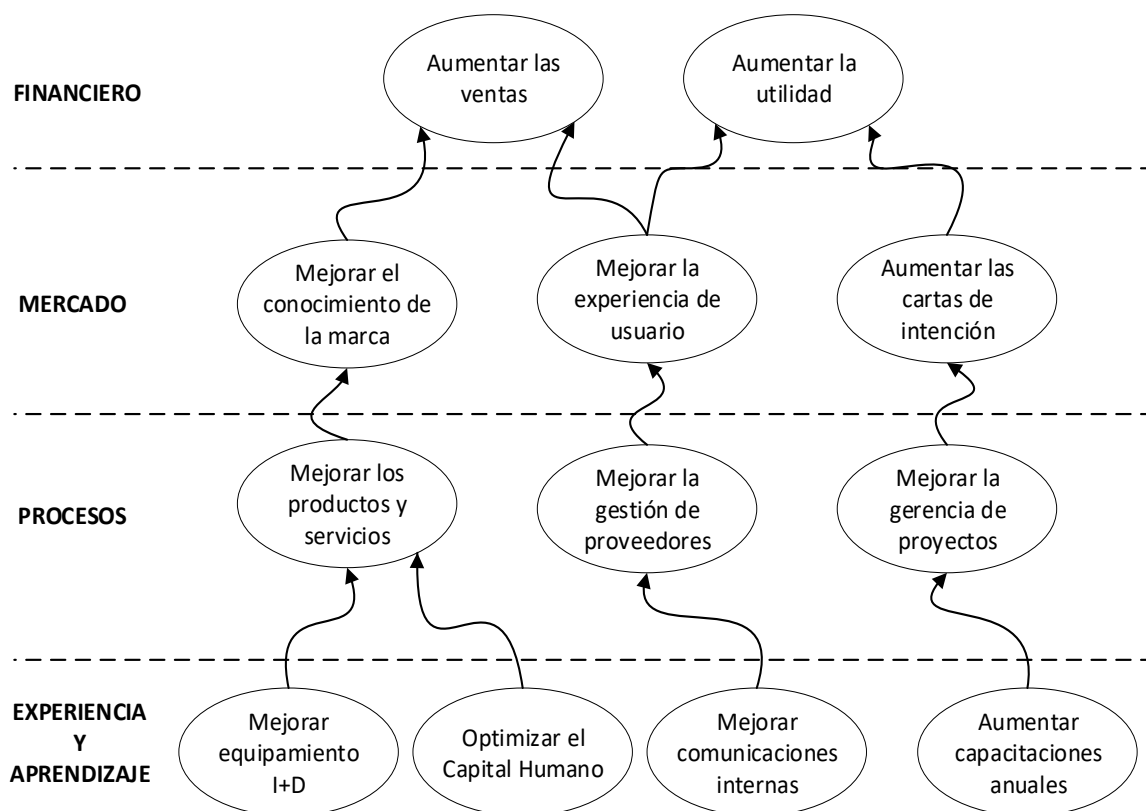 FINANCIERO
Aumentar las
ventas
Aumentar la
utilidad
MERCADO
Mejorar el
conocimiento de
la marca
Mejorar la
experiencia de
usuario
Aumentar las
cartas de
intención
PROCESOS
Mejorar los
productos y
servicios
Mejorar la
gestión de
proveedores
Mejorar la
gerencia de
proyectos
EXPERIENCIA
Y
APRENDIZAJE
Mejorar
equipamiento
I+D
Optimizar el
Capital Humano
Mejorar
comunicaciones
internas
Aumentar
capacitaciones
anuales